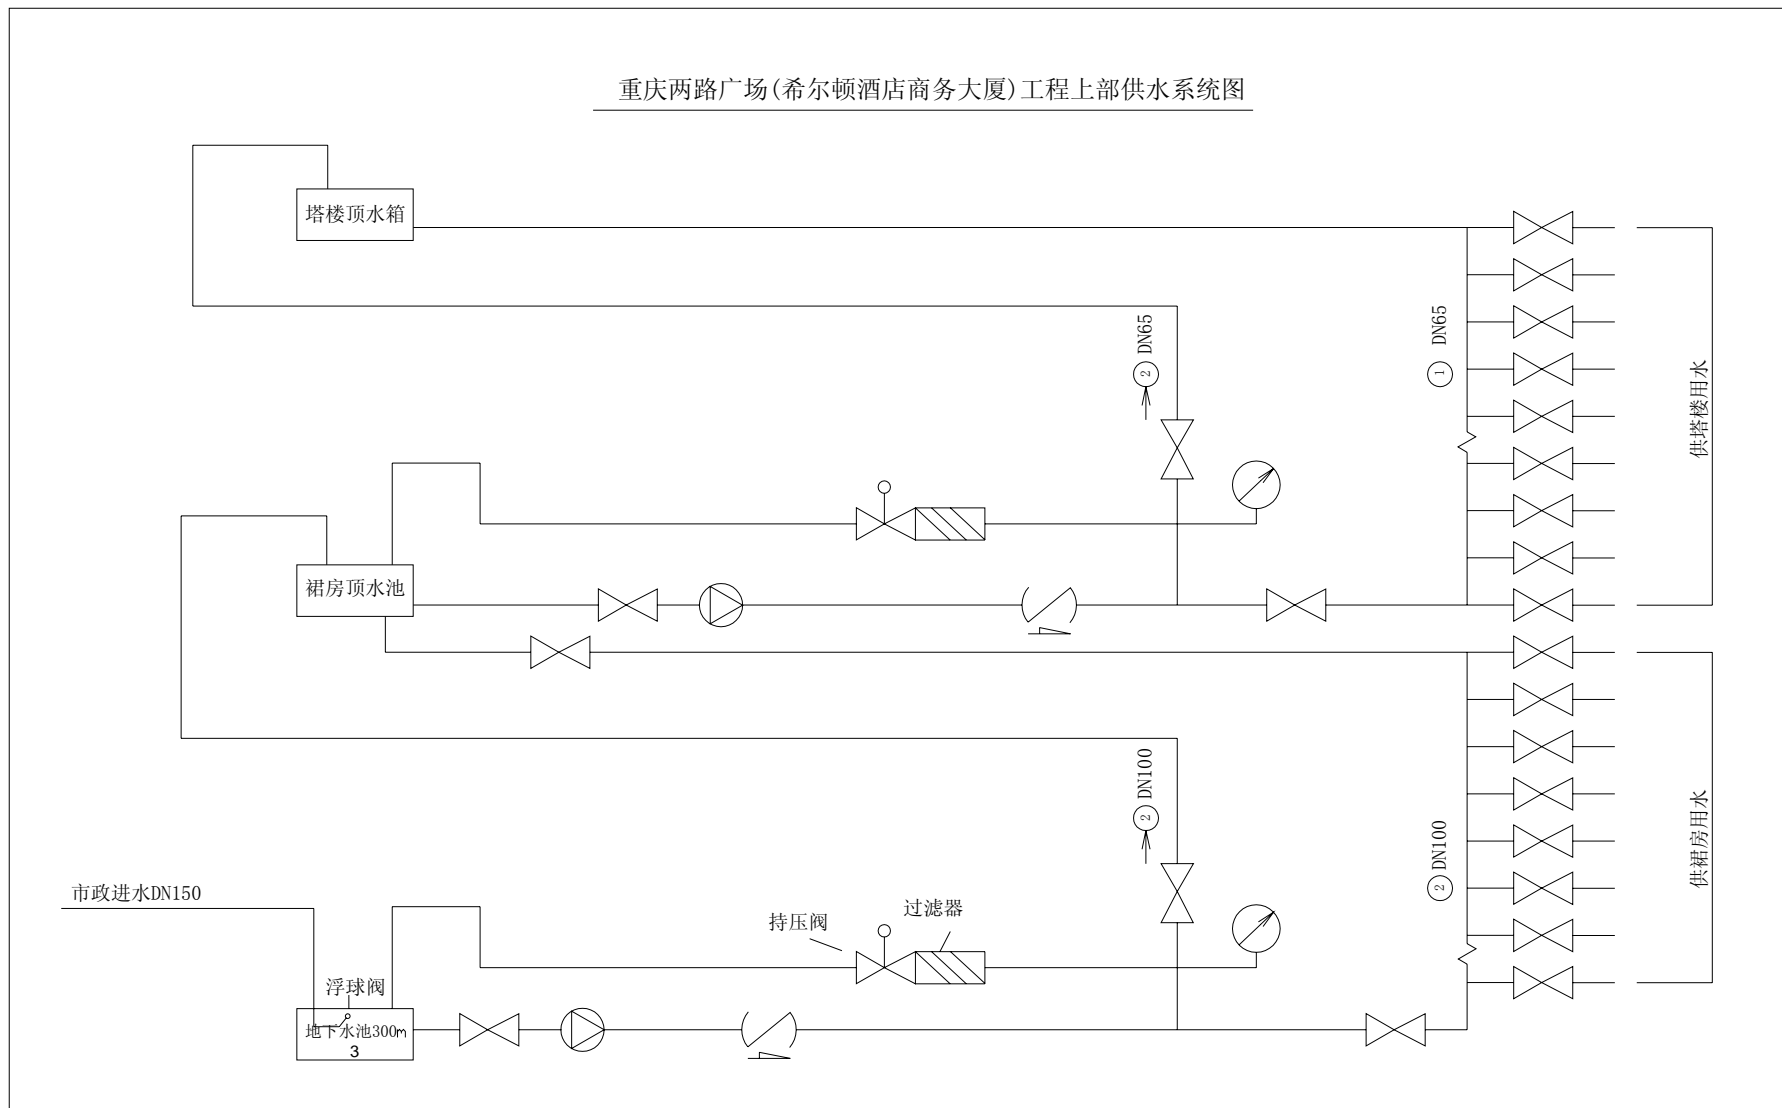 重庆两路广场(希尔顿酒店商务大厦)工程上部供水系统图
塔楼顶水箱
2 DN65
1 DN65
供塔楼用水
裙房顶水池
2 DN100
2 DN100
供裙房用水
市政进水DN150
持压阀
过滤器
浮球阀
地下水池300m
3